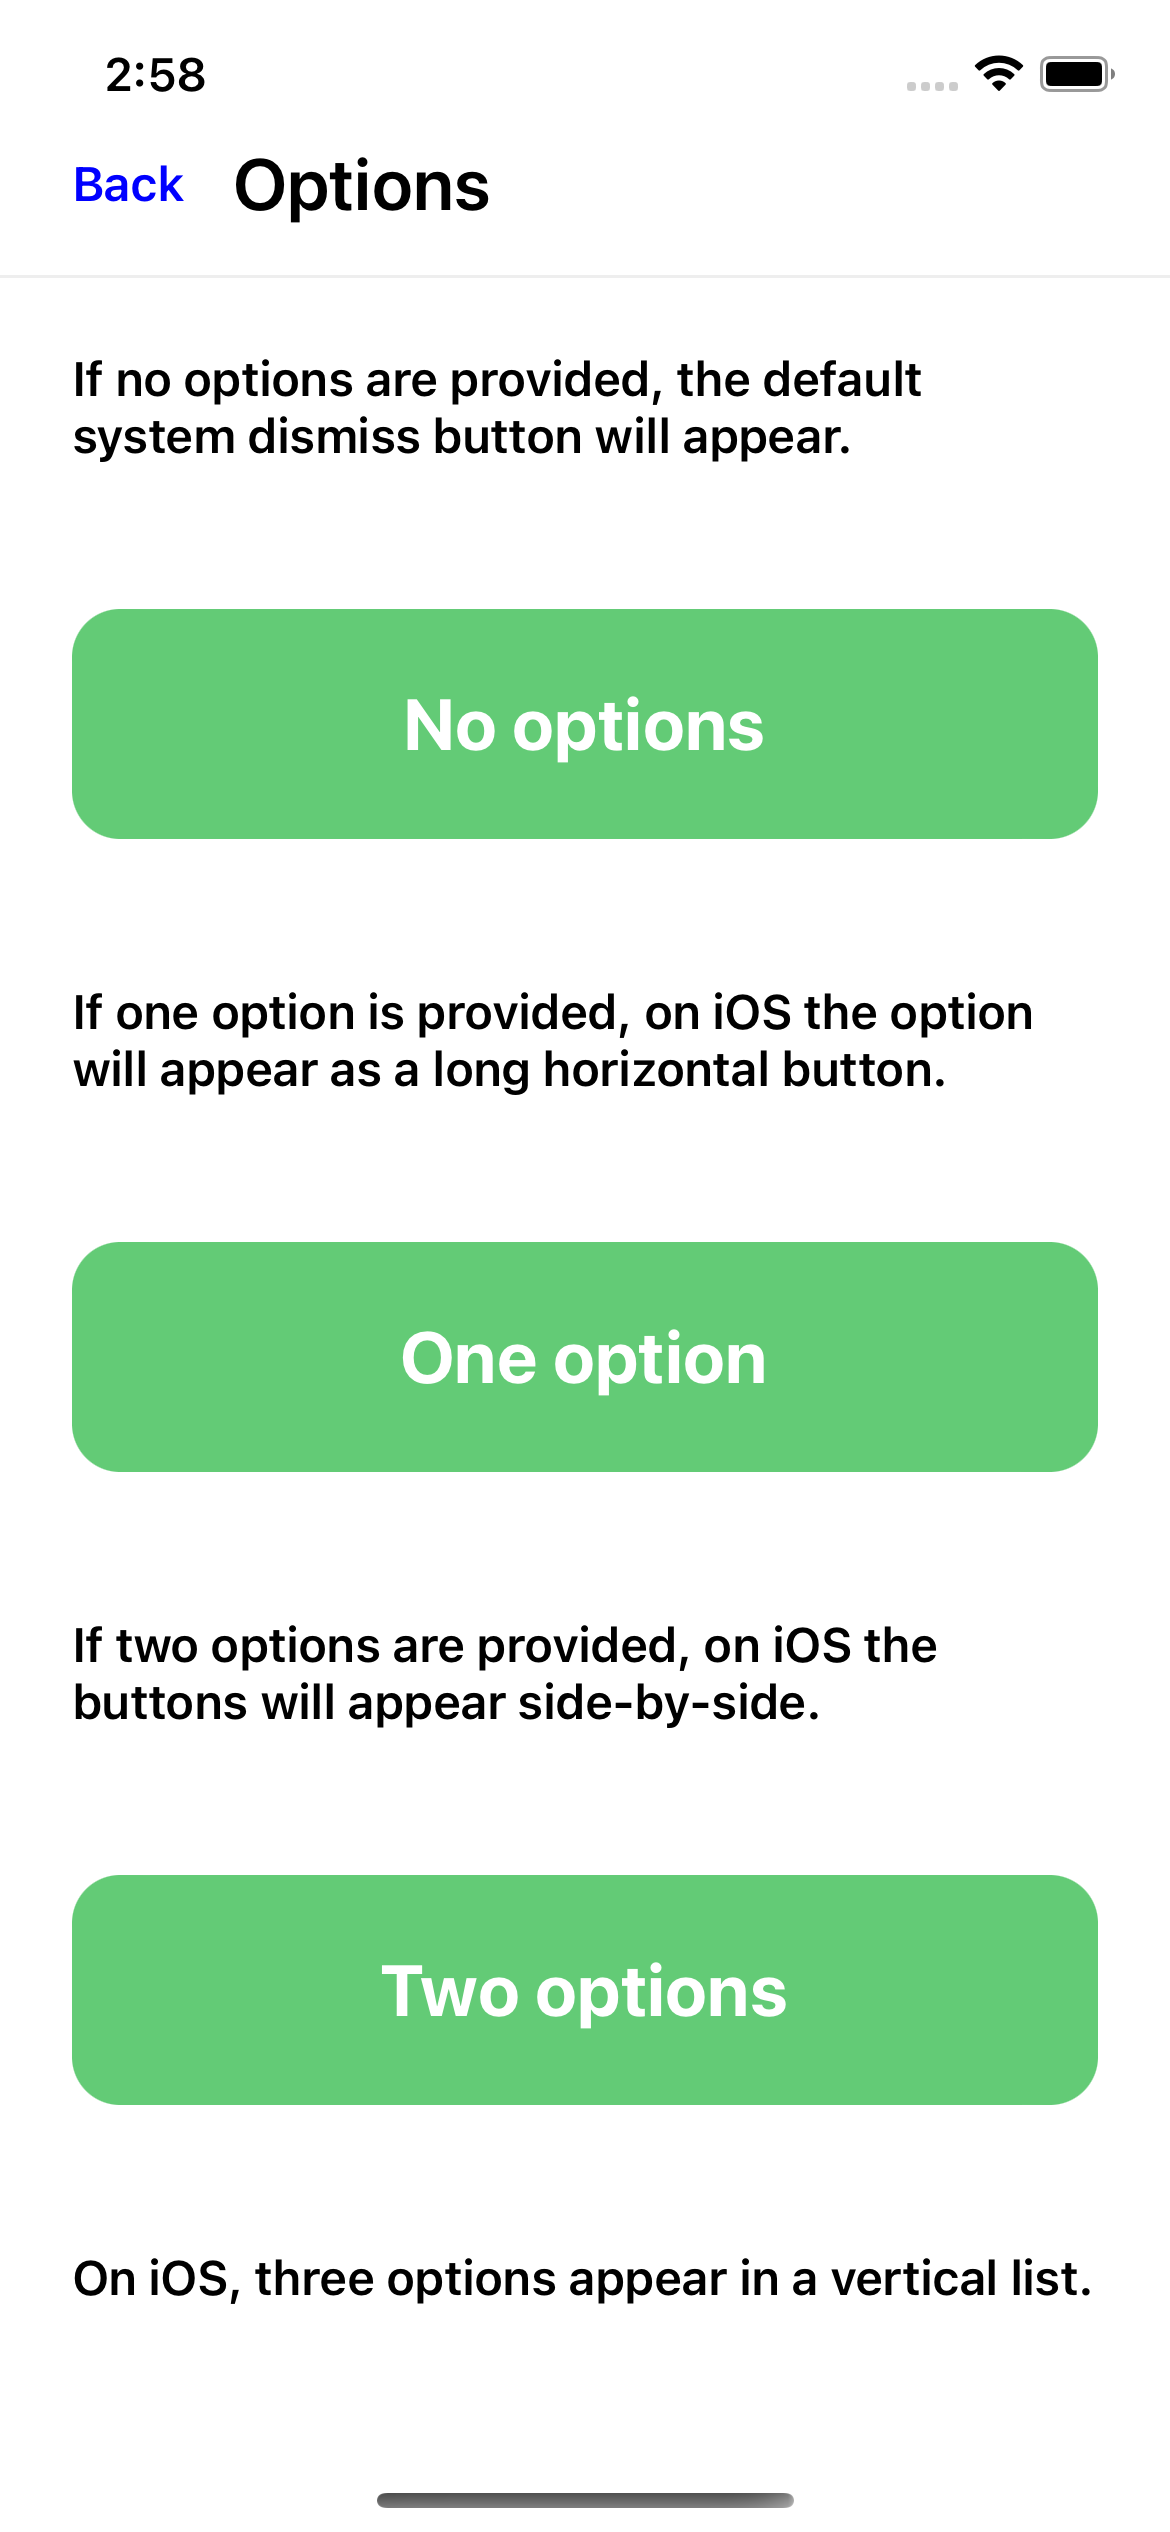 2:58
Back Options
If no options are provided, the default
system dismiss button will appear.
No options
If one option is provided, on iOS the option
will appear as a long horizontal button.
One option
If two options are provided, on iOS the
buttons will appear side-by-side.
Two options
On iOS, three options appear in a vertical list.